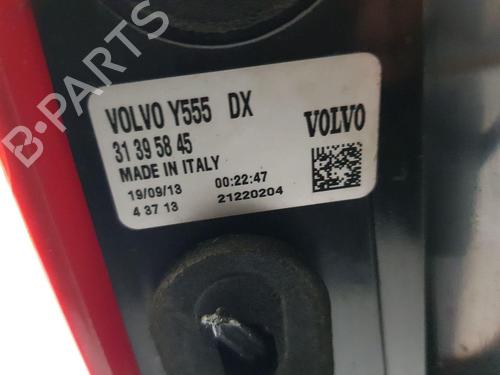 VOLVO Y555 DX
31 39 58 45
MADE IN ITALY
19/09/13 00:22:47
4 37 13 21220204
VOLVO
B-PARTS